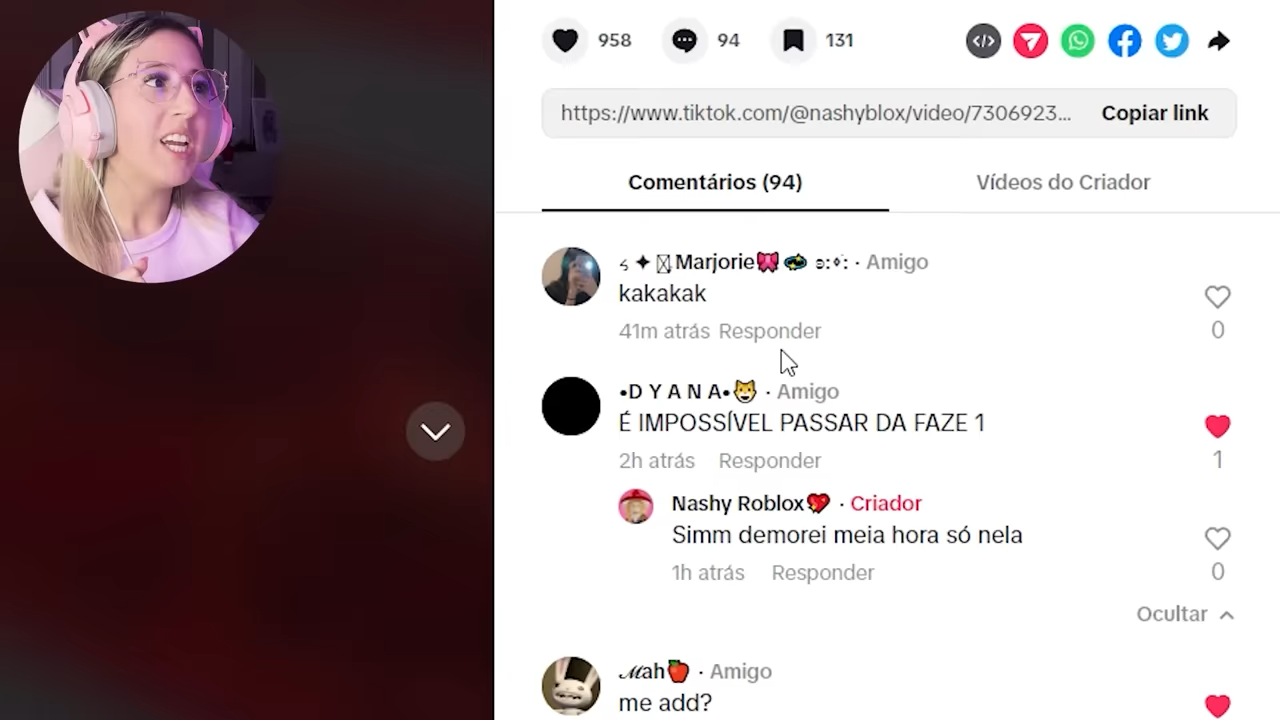 958 94 131
https://www.tiktok.com/@nashyblox/video/7306923... Copiar link
Comentários (94) Vídeos do Criador
Marjorie🎀 · Amigo
kakakak
41m atrás Responder
0
•D Y A N A•😺 · Amigo
É IMPOSSÍVEL PASSAR DA FAZE 1
2h atrás Responder
1
Nashy Roblox💖 · Criador
Simm demorei meia hora só nela
1h atrás Responder
0
Ocultar
ℳah🍎 · Amigo
me add?